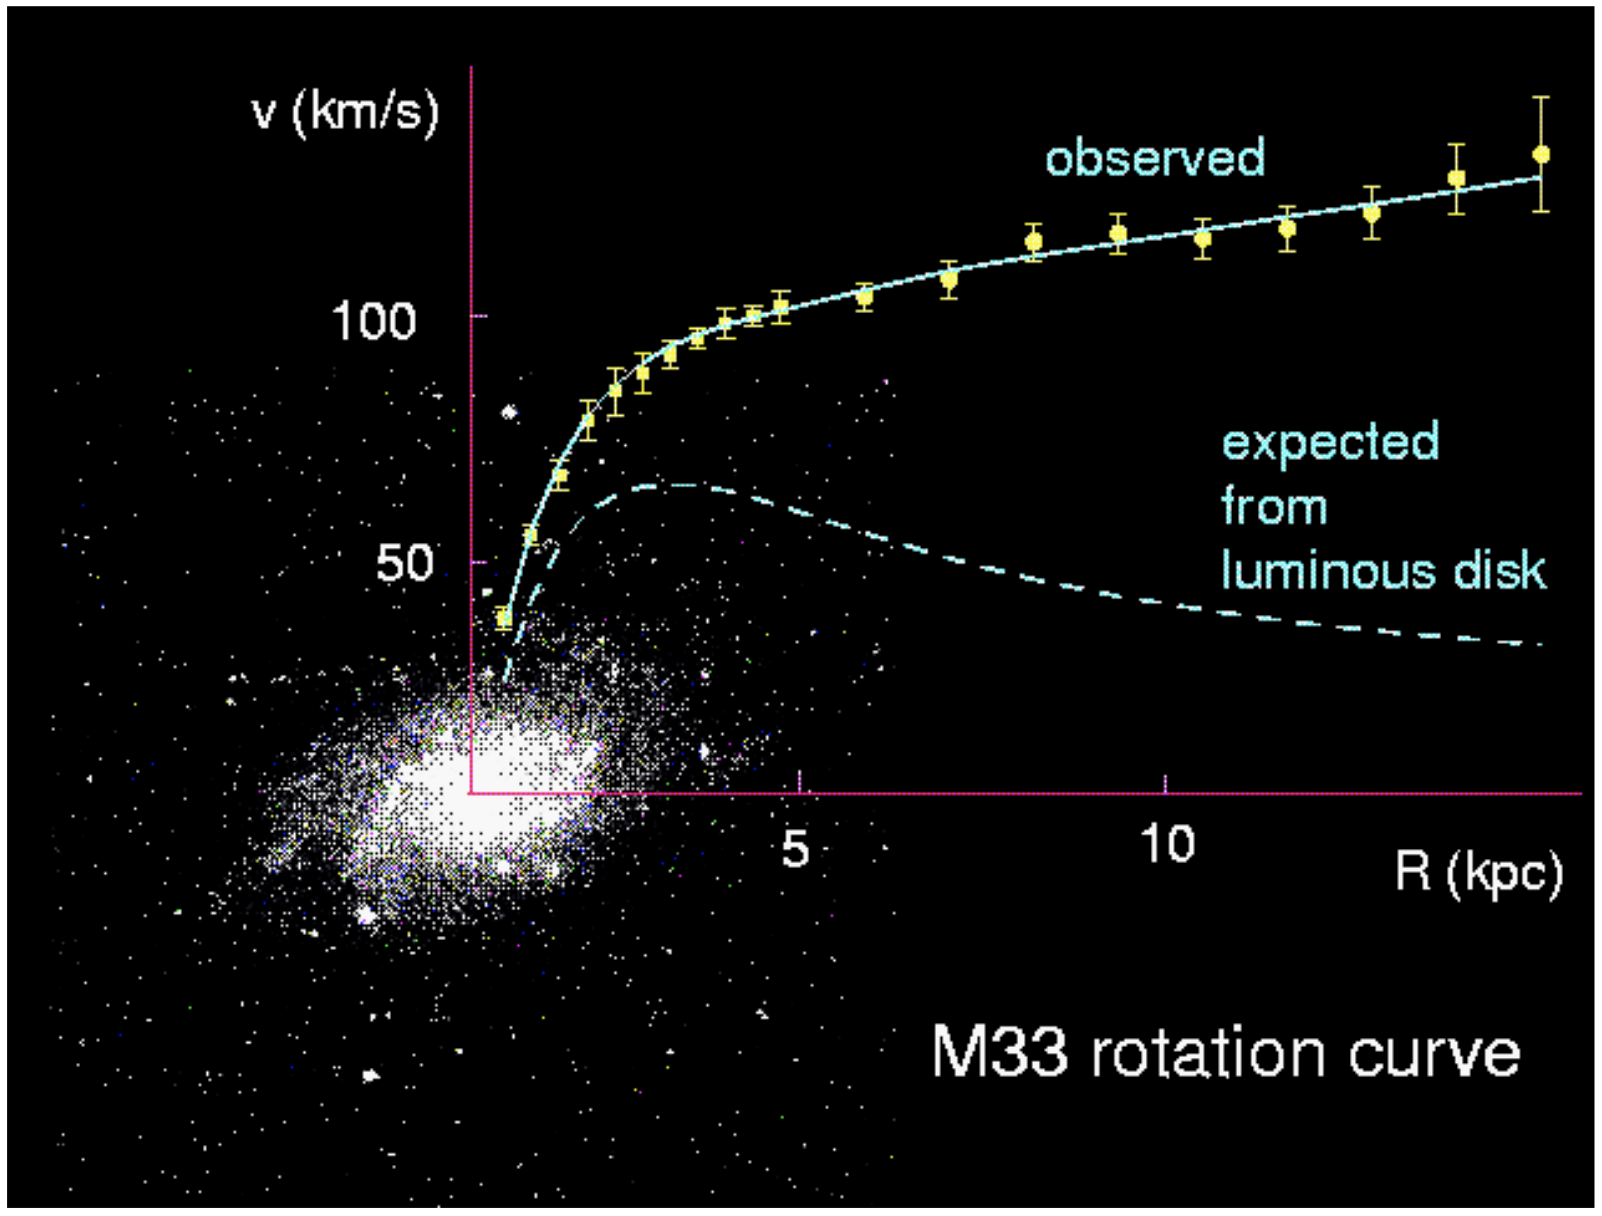 v (km/s)
observed
100
expected
from
luminous disk
50
5
10
R (kpc)
M33 rotation curve